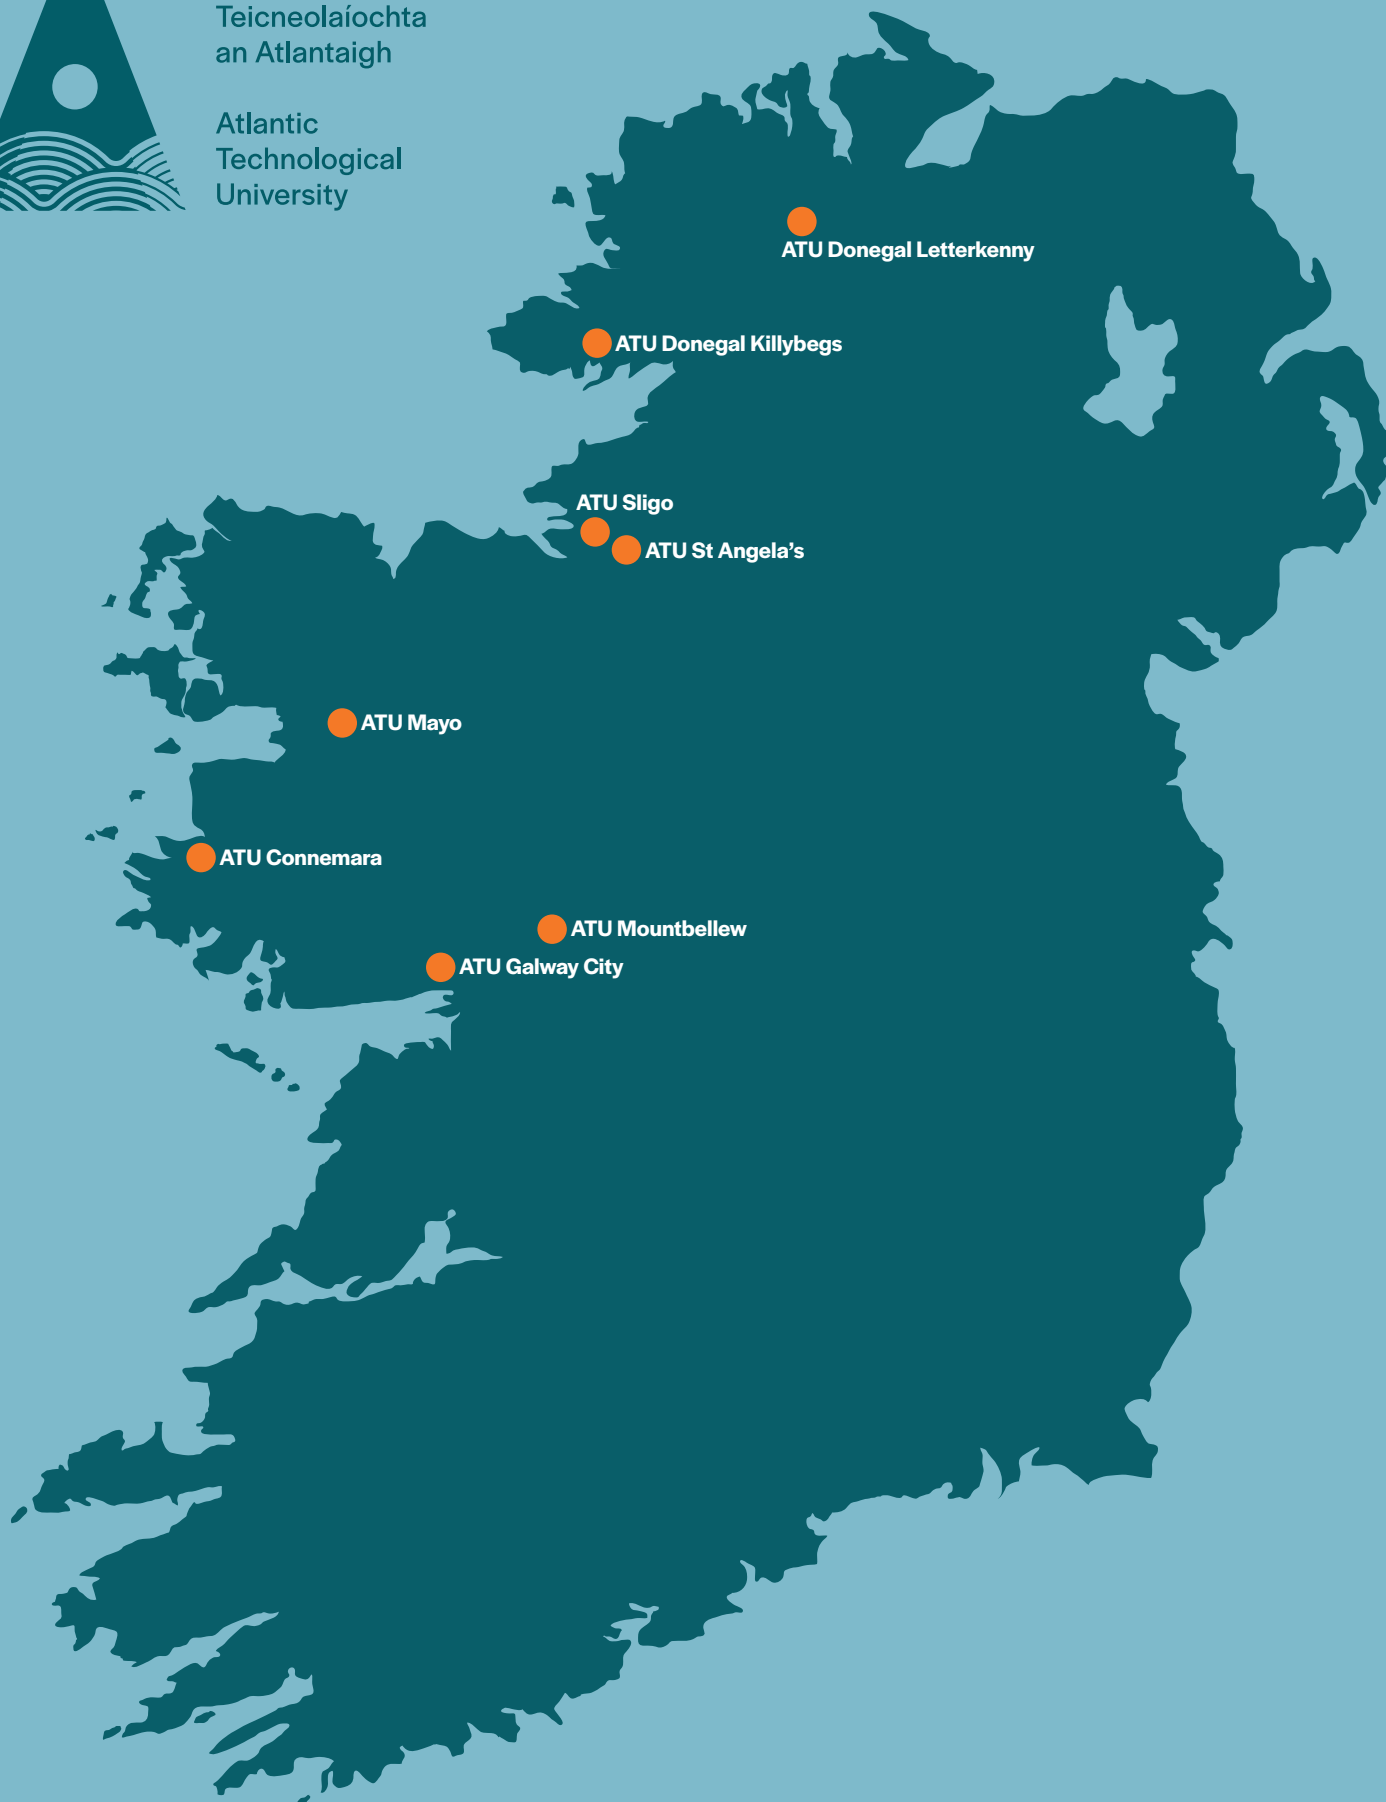 Teicneolaíochta
an Atlantaigh
Atlantic
Technological
University
ATU Donegal Letterkenny
ATU Donegal Killybegs
ATU Sligo
ATU St Angela's
ATU Mayo
ATU Connemara
ATU Mountbellew
ATU Galway City